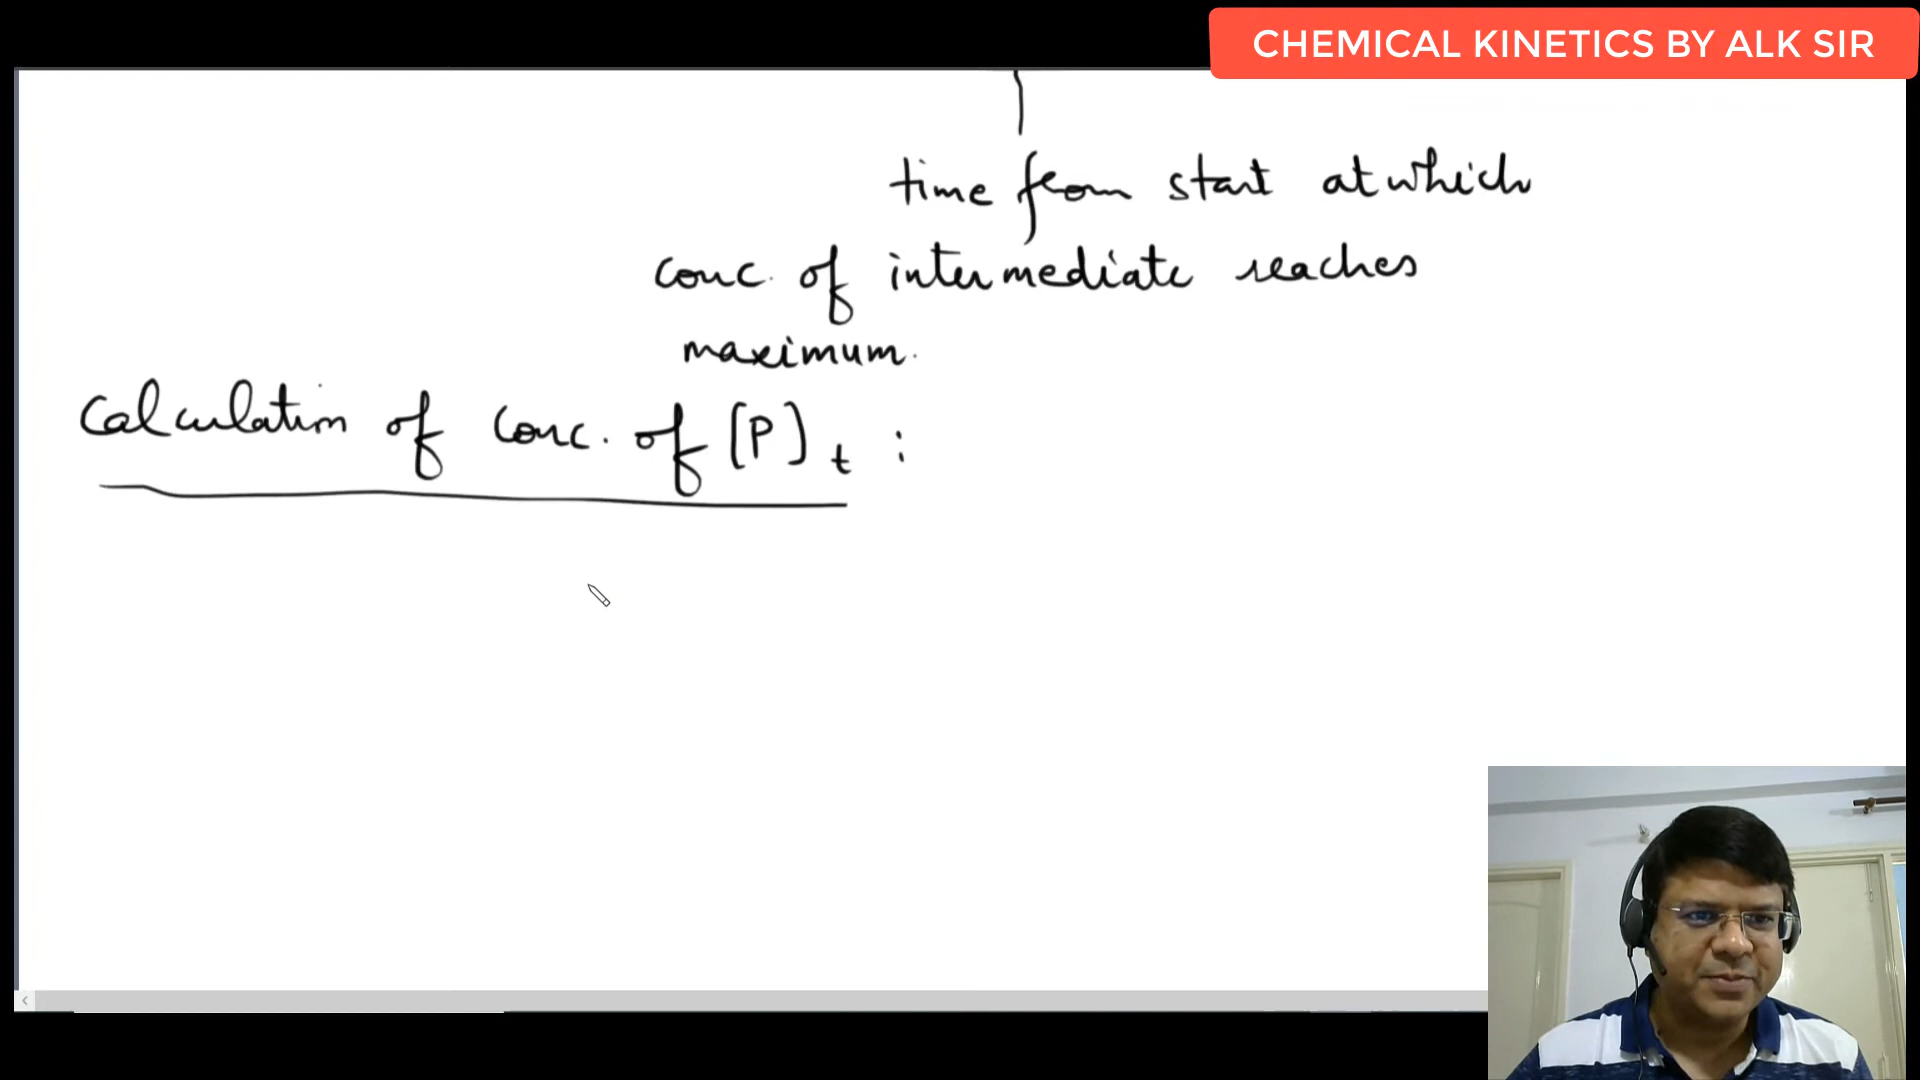 CHEMICAL KINETICS BY ALK SIR
time from start at which
conc. of intermediate reaches
maximum.
Calculation of conc. of [P]t :